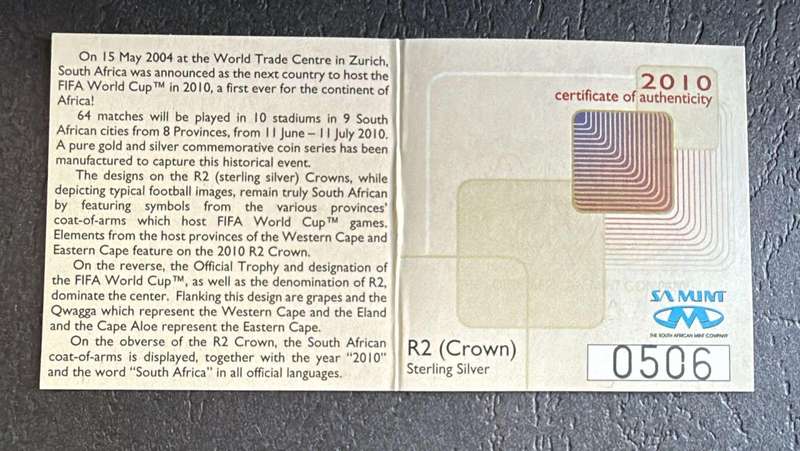 On 15 May 2004 at the World Trade Centre in Zurich,
South Africa was announced as the next country to host the
FIFA World Cup™ in 2010, a first ever for the continent of
Africa!
64 matches will be played in 10 stadiums in 9 South
African cities from 8 Provinces, from 11 June – 11 July 2010.
A pure gold and silver commemorative coin series has been
manufactured to capture this historical event.
The designs on the R2 (sterling silver) Crowns, while
depicting typical football images, remain truly South African
by featuring symbols from the various provinces'
coat-of-arms which host FIFA World Cup™ games.
Elements from the host provinces of the Western Cape and
Eastern Cape feature on the 2010 R2 Crown.
On the reverse, the Official Trophy and designation of
the FIFA World Cup™, as well as the denomination of R2,
dominate the center. Flanking this design are grapes and the
Qwagga which represent the Western Cape and the Eland
and the Cape Aloe represent the Eastern Cape.
On the obverse of the R2 Crown, the South African
coat-of-arms is displayed, together with the year "2010"
and the word "South Africa" in all official languages.
2010
certificate of authenticity
SA MINT
THE SOUTH AFRICAN MINT COMPANY
R2 (Crown)
Sterling Silver
0506